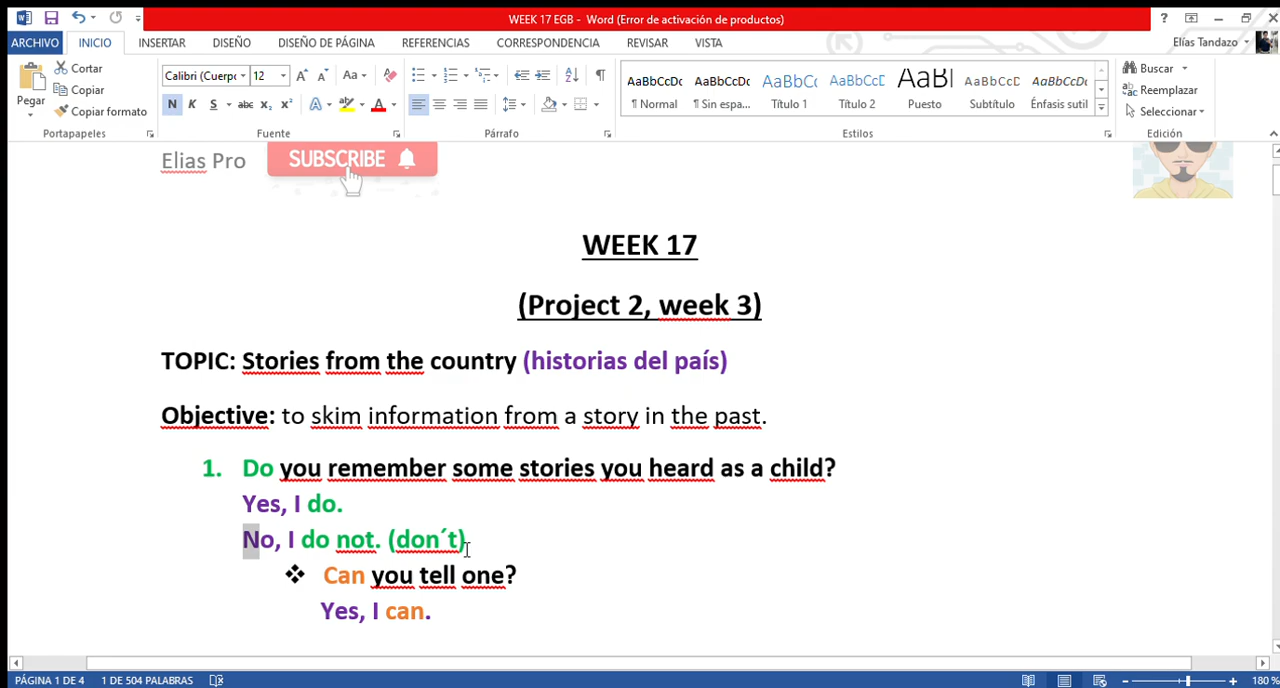 WEEK 17 EGB - Word (Error de activación de productos)
ARCHIVO INICIO INSERTAR DISEÑO DISEÑO DE PÁGINA REFERENCIAS CORRESPONDENCIA REVISAR VISTA Elías Tandazo
Pegar
Cortar
Copiar
Copiar formato
Portapapeles
Calibri (Cuerpc 12
Fuente
Párrafo
AaBbCcDc AaBbCcDc AaBbCc AaBbCcD AaBl AaBbCcD AaBbCcDc
¶ Normal ¶ Sin espa... Título 1 Título 2 Puesto Subtítulo Énfasis sutil
Estilos
Buscar
Reemplazar
Seleccionar
Edición
Elias Pro SUBSCRIBE
WEEK 17
(Project 2, week 3)
TOPIC: Stories from the country (historias del país)
Objective: to skim information from a story in the past.
1. Do you remember some stories you heard as a child?
Yes, I do.
No, I do not. (don´t)
❖ Can you tell one?
Yes, I can.
PÁGINA 1 DE 4 1 DE 504 PALABRAS 180 %